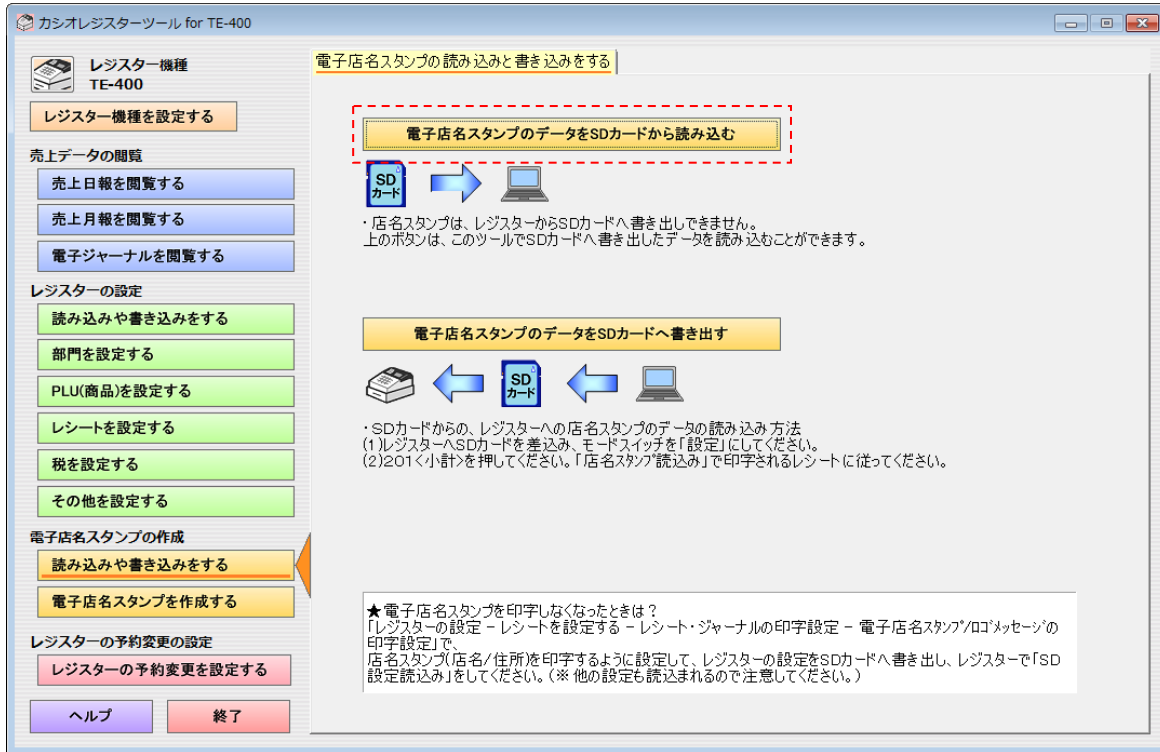 カシオレジスターツール for TE-400
レジスター機種
TE-400
レジスター機種を設定する
売上データの閲覧
売上日報を閲覧する
売上月報を閲覧する
電子ジャーナルを閲覧する
レジスターの設定
読み込みや書き込みをする
部門を設定する
PLU(商品)を設定する
レシートを設定する
税を設定する
その他を設定する
電子店名スタンプの作成
読み込みや書き込みをする
電子店名スタンプを作成する
レジスターの予約変更の設定
レジスターの予約変更を設定する
ヘルプ
終了
電子店名スタンプの読み込みと書き込みをする
電子店名スタンプのデータをSDカードから読み込む
SD
カード
・店名スタンプは、レジスターからSDカードへ書き出しできません。
上のボタンは、このツールでSDカードへ書き出したデータを読み込むことができます。
電子店名スタンプのデータをSDカードへ書き出す
SD
カード
・SDカードからの、レジスターへの店名スタンプのデータの読み込み方法
(1)レジスターへSDカードを差込み、モードスイッチを「設定」にしてください。
(2)201<小計>を押してください。「店名ｽﾀﾝﾌﾟ読込み」で印字されるレシートに従ってください。
★電子店名スタンプを印字しなくなったときは？
「レジスターの設定 － レシートを設定する － レシート・ジャーナルの印字設定 － 電子店名ｽﾀﾝﾌﾟ/ﾛｺﾞﾒｯｾｰｼﾞの
印字設定」で、
店名スタンプ(店名/住所)を印字するように設定して、レジスターの設定をSDカードへ書き出し、レジスターで「SD
設定読込み」をしてください。(※他の設定も読込まれるので注意してください。)